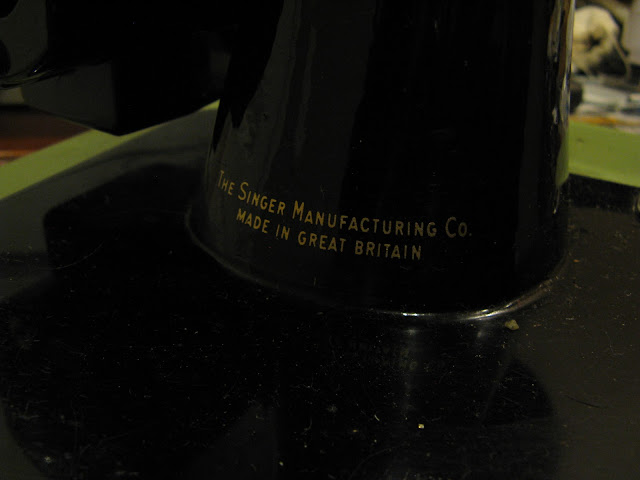 The Singer Manufacturing Co.
MADE IN GREAT BRITAIN